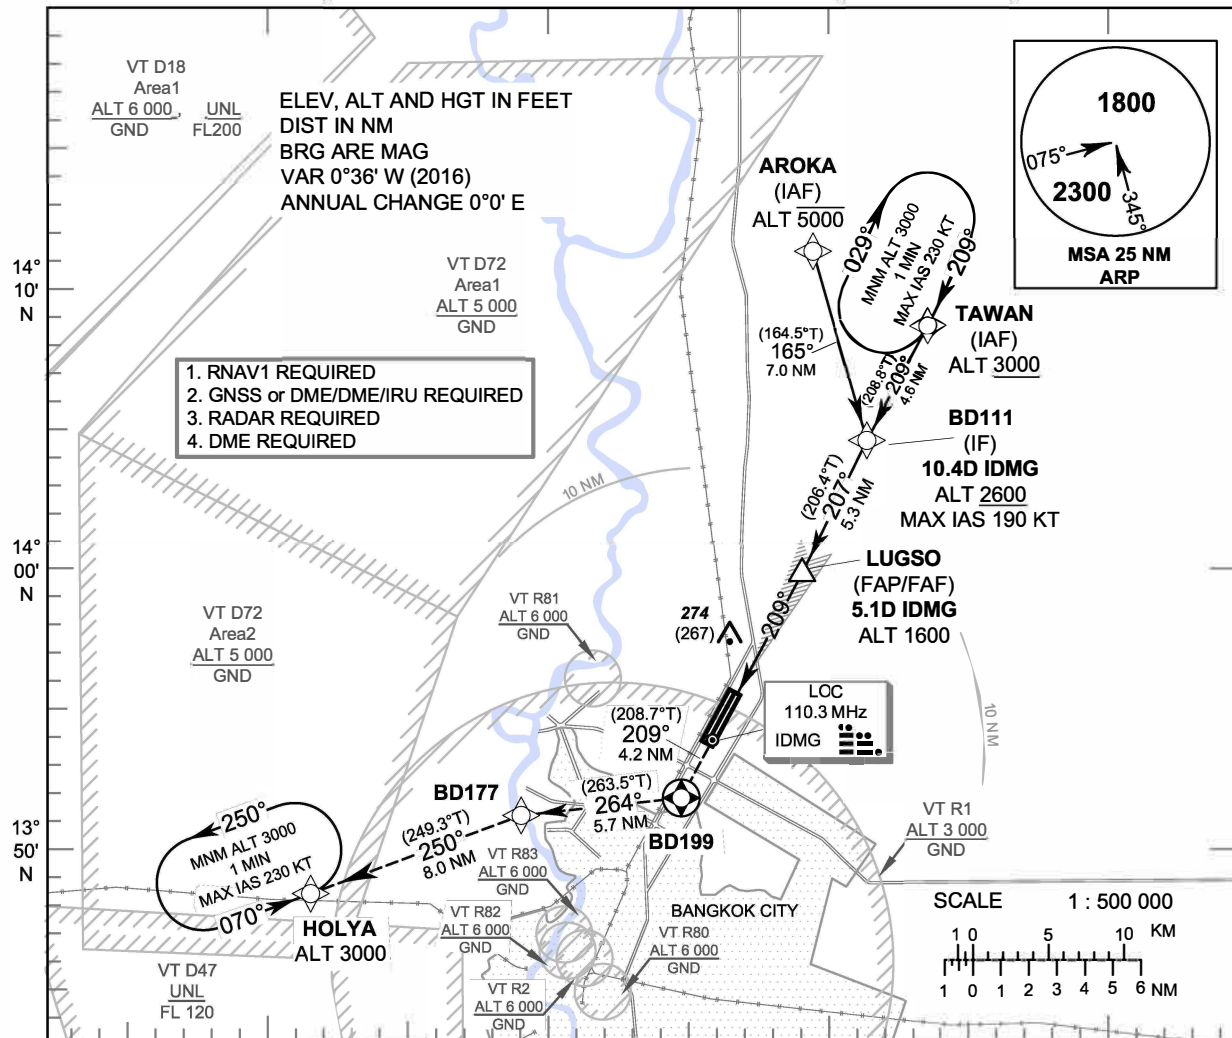 VT D18
Area1
ALT 6 000, UNL
GND FL200
ELEV, ALT AND HGT IN FEET
DIST IN NM
BRG ARE MAG
VAR 0°36' W (2016)
ANNUAL CHANGE 0°0' E
1800
075°
2300
345°
MSA 25 NM
ARP
AROKA
(IAF)
ALT 5000
029°
MNM ALT 3000
1 MIN
MAX IAS 230 KT
209°
TAWAN
(IAF)
ALT 3000
14°
10'
N
VT D72
Area1
ALT 5 000
GND
(164.5°T)
165°
7.0 NM
(208.8°T)
209°
4.6 NM
1. RNAV1 REQUIRED
2. GNSS or DME/DME/IRU REQUIRED
3. RADAR REQUIRED
4. DME REQUIRED
BD111
(IF)
10.4D IDMG
ALT 2600
MAX IAS 190 KT
10 NM
(206.4°T)
207°
5.3 NM
14°
00'
N
LUGSO
(FAP/FAF)
5.1D IDMG
ALT 1600
VT D72
Area2
ALT 5 000
GND
VT R81
ALT 6 000
GND
274
(267)
209°
10 NM
LOC
110.3 MHz
IDMG
(208.7°T)
209°
4.2 NM
(263.5°T)
264°
5.7 NM
BD177
BD199
VT R1
ALT 3 000
GND
250°
MNM ALT 3000
1 MIN
MAX IAS 230 KT
070°
(249.3°T)
250°
8.0 NM
13°
50'
N
VT R83
ALT 6 000
GND
HOLYA
ALT 3000
VT R82
ALT 6 000
GND
BANGKOK CITY
VT R80
ALT 6 000
GND
VT D47
UNL
FL 120
VT R2
ALT 6 000
GND
SCALE 1 : 500 000
1 0 5 10 KM
1 0 1 2 3 4 5 6 NM